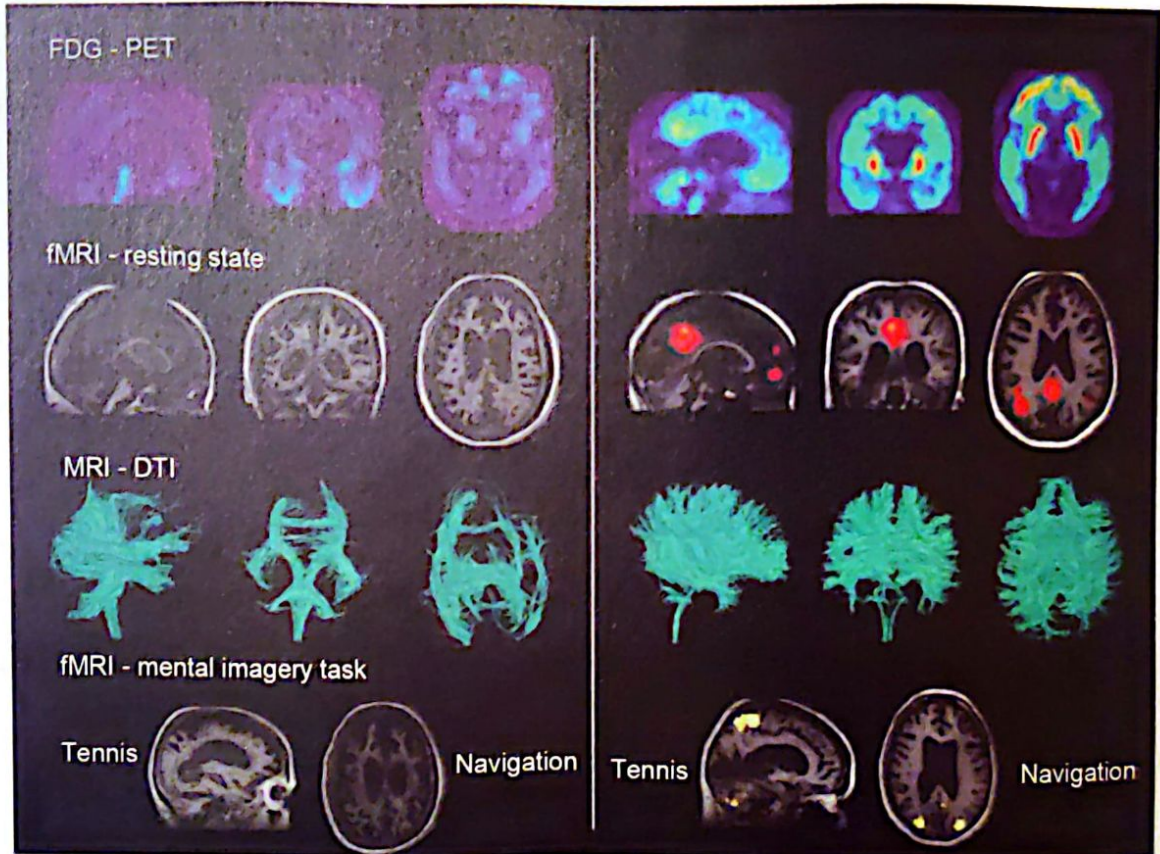 FDG - PET
fMRI - resting state
MRI - DTI
fMRI - mental imagery task
Tennis
Navigation
Tennis
Navigation